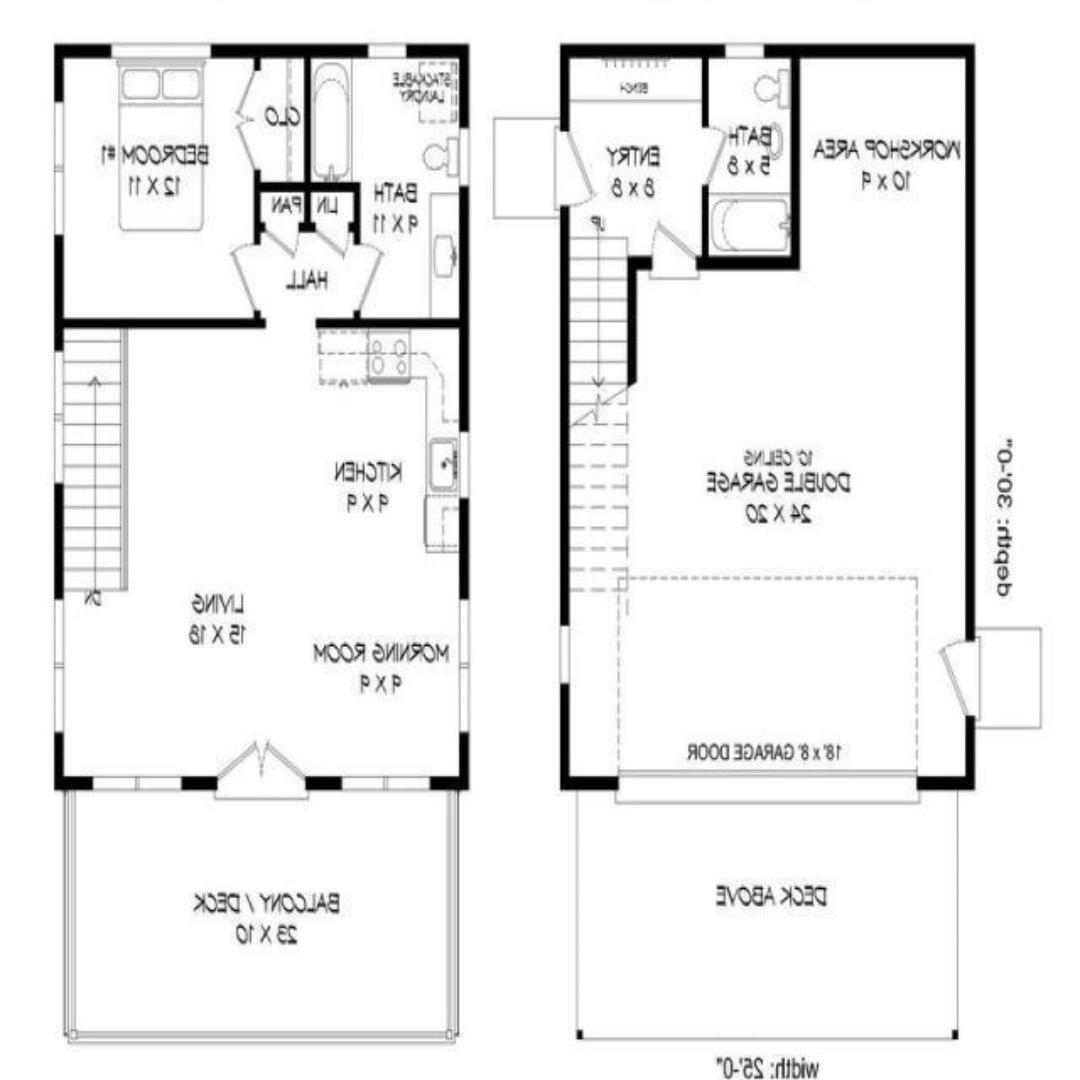 BEDROOM #1
12 X 11
CLO
STACKABLE
LAUNDRY
BATH
9 X 11
PAN
LIN
HALL
KITCHEN
9 X 9
DN
LIVING
15 X 18
MORNING ROOM
9 X 9
BALCONY / DECK
23 X 10
BENCH
ENTRY
8 x 8
BATH
5 x 8
WORKSHOP AREA
10 x 9
UP
10' CEILING
DOUBLE GARAGE
24 X 20
18' x 8' GARAGE DOOR
DECK ABOVE
depth: 30'-0"
width: 25'-0"